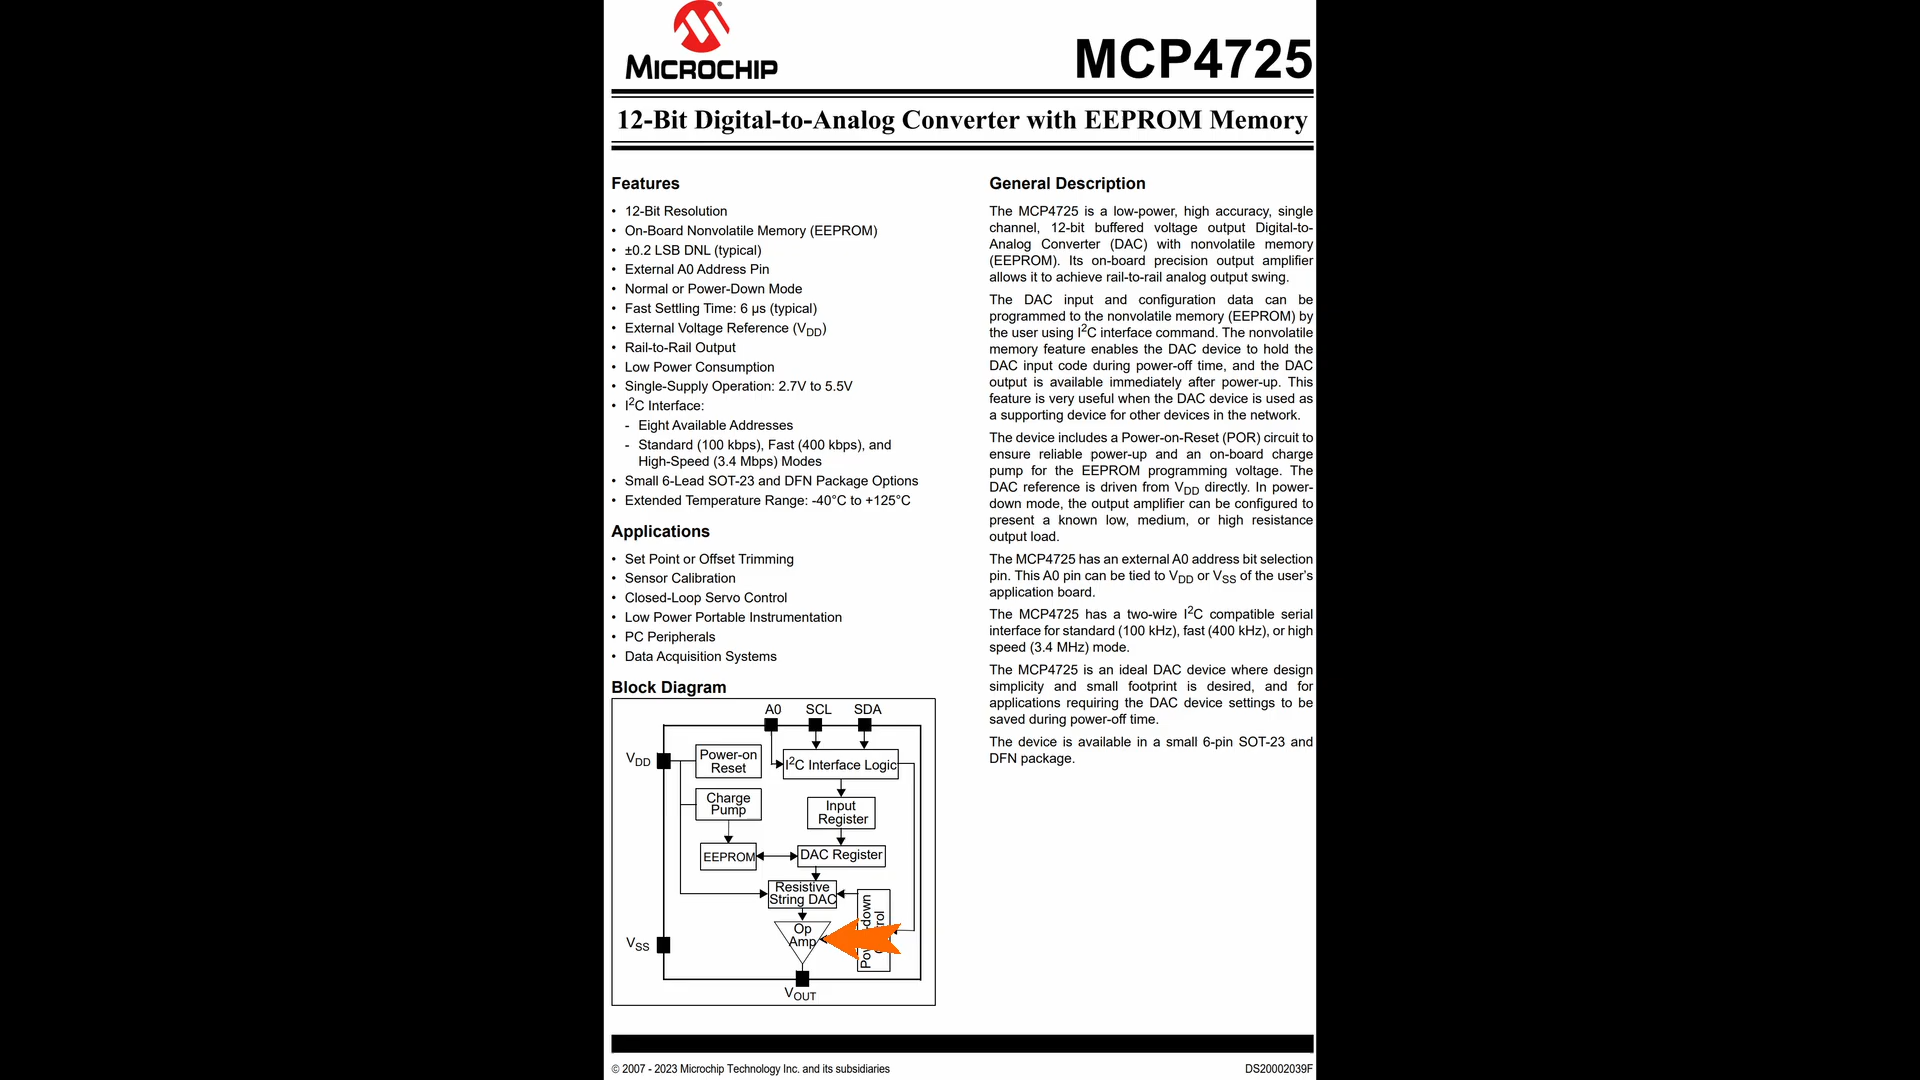 MICROCHIP
MCP4725
12-Bit Digital-to-Analog Converter with EEPROM Memory
Features
• 12-Bit Resolution
• On-Board Nonvolatile Memory (EEPROM)
• ±0.2 LSB DNL (typical)
• External A0 Address Pin
• Normal or Power-Down Mode
• Fast Settling Time: 6 µs (typical)
• External Voltage Reference (VDD)
• Rail-to-Rail Output
• Low Power Consumption
• Single-Supply Operation: 2.7V to 5.5V
• I2C Interface:
- Eight Available Addresses
- Standard (100 kbps), Fast (400 kbps), and
High-Speed (3.4 Mbps) Modes
• Small 6-Lead SOT-23 and DFN Package Options
• Extended Temperature Range: -40°C to +125°C
Applications
• Set Point or Offset Trimming
• Sensor Calibration
• Closed-Loop Servo Control
• Low Power Portable Instrumentation
• PC Peripherals
• Data Acquisition Systems
Block Diagram
A0 SCL SDA
VDD
Power-on
Reset
I2C Interface Logic
Charge
Pump
Input
Register
EEPROM
DAC Register
Resistive
String DAC
Op
Amp
VSS
VOUT
General Description
The MCP4725 is a low-power, high accuracy, single
channel, 12-bit buffered voltage output Digital-to-
Analog Converter (DAC) with nonvolatile memory
(EEPROM). Its on-board precision output amplifier
allows it to achieve rail-to-rail analog output swing.
The DAC input and configuration data can be
programmed to the nonvolatile memory (EEPROM) by
the user using I2C interface command. The nonvolatile
memory feature enables the DAC device to hold the
DAC input code during power-off time, and the DAC
output is available immediately after power-up. This
feature is very useful when the DAC device is used as
a supporting device for other devices in the network.
The device includes a Power-on-Reset (POR) circuit to
ensure reliable power-up and an on-board charge
pump for the EEPROM programming voltage. The
DAC reference is driven from VDD directly. In power-
down mode, the output amplifier can be configured to
present a known low, medium, or high resistance
output load.
The MCP4725 has an external A0 address bit selection
pin. This A0 pin can be tied to VDD or VSS of the user's
application board.
The MCP4725 has a two-wire I2C compatible serial
interface for standard (100 kHz), fast (400 kHz), or high
speed (3.4 MHz) mode.
The MCP4725 is an ideal DAC device where design
simplicity and small footprint is desired, and for
applications requiring the DAC device settings to be
saved during power-off time.
The device is available in a small 6-pin SOT-23 and
DFN package.
© 2007 - 2023 Microchip Technology Inc. and its subsidiaries
DS20002039F